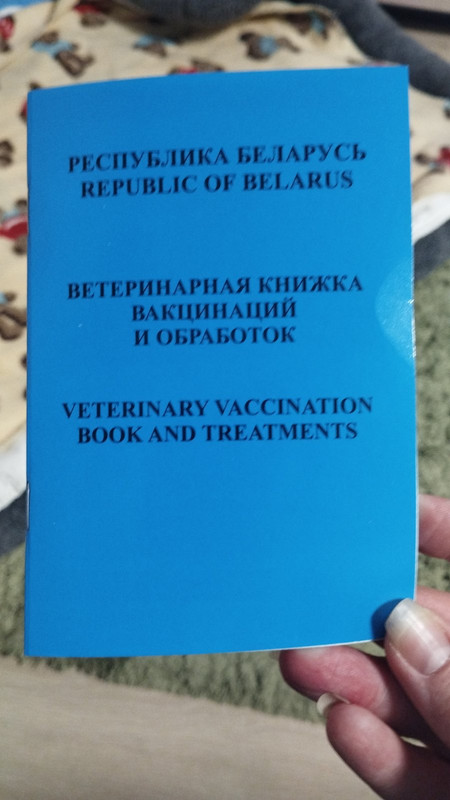 РЕСПУБЛИКА БЕЛАРУСЬ
REPUBLIC OF BELARUS
ВЕТЕРИНАРНАЯ КНИЖКА
ВАКЦИНАЦИЙ
И ОБРАБОТОК
VETERINARY VACCINATION
BOOK AND TREATMENTS